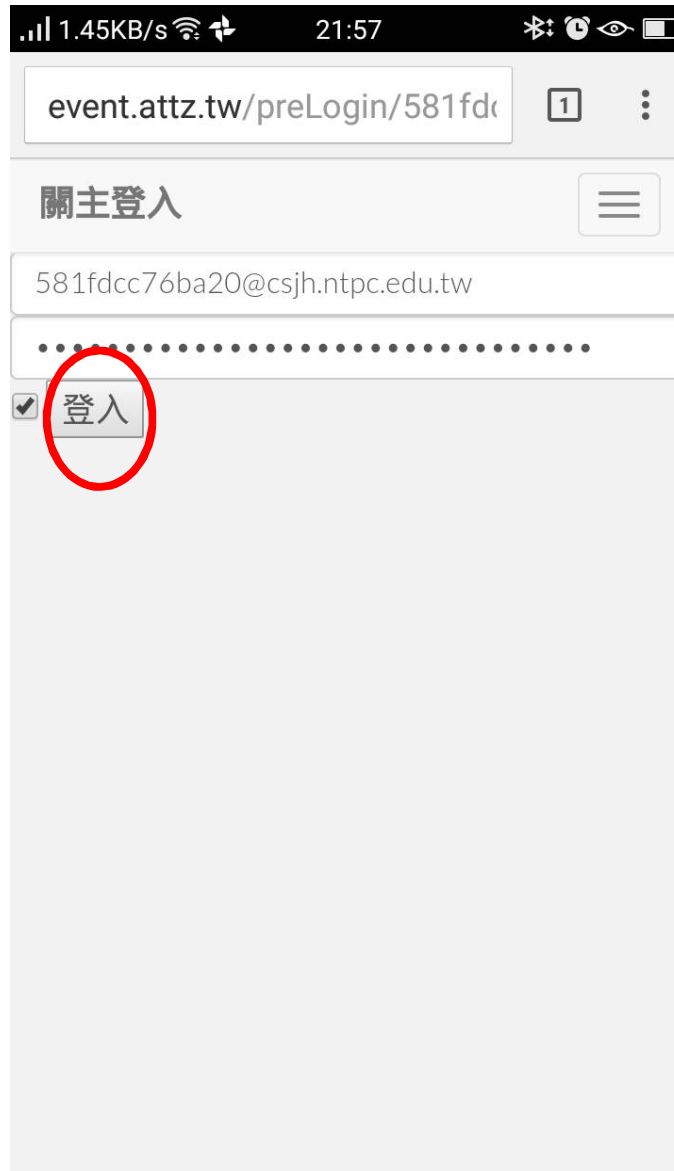 1.45KB/s 21:57
event.attz.tw/preLogin/581fdc 1
關主登入
581fdcc76ba20@csjh.ntpc.edu.tw
••••••••••••••••••••••••••••••••
登入